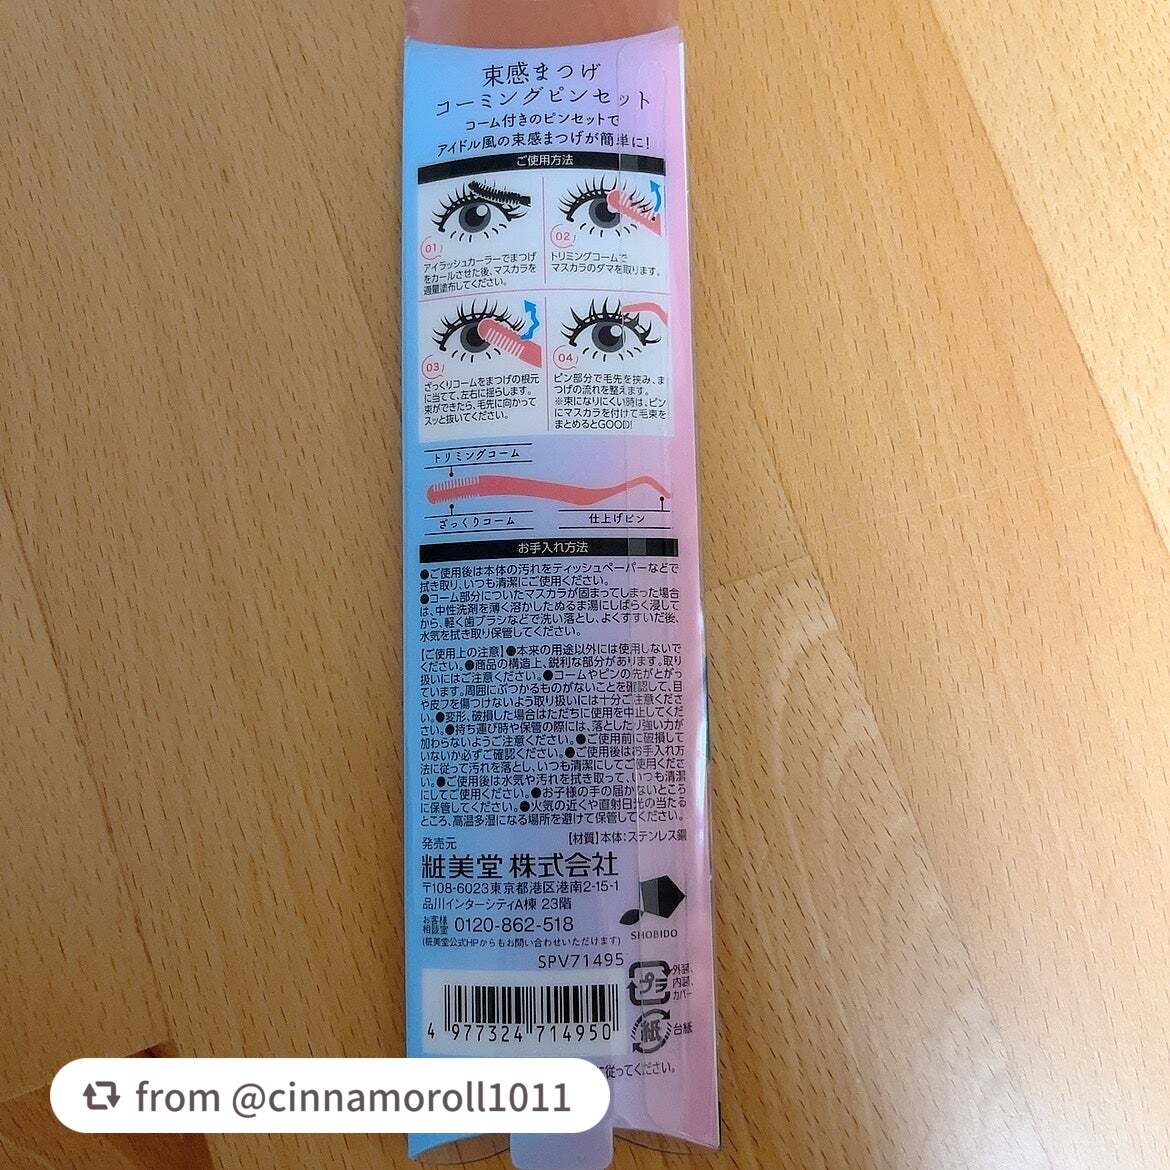 束感まつげ
コーミングピンセット
コーム付きのピンセットで
アイドル風の束感まつげが簡単に!
ご使用方法
01
アイラッシュカーラーでまつげ
をカールさせた後、マスカラを
適量塗布してください。
02
トリミングコームで
マスカラのダマを取ります。
03
ざっくりコームをまつげの根元
に当てて、左右に揺らします。
束ができたら、毛先に向かって
スッと抜いてください。
04
ピン部分で毛先を挟み、ま
つげの流れを整えます。
※束になりにくい時は、ピン
にマスカラを付けて毛束を
まとめるとGOOD!
トリミングコーム
ざっくりコーム
仕上げピン
お手入れ方法
●ご使用後は本体の汚れをティッシュペーパーなどで
拭き取り、いつも清潔にご使用ください。
●コーム部分についたマスカラが固まってしまった場合
は、中性洗剤を薄く溶かしたぬるま湯にしばらく浸して
から、軽く歯ブラシなどで洗い落とし、よくすすいだ後、
水気を拭き取り保管してください。
【ご使用上の注意】●本来の用途以外には使用しないで
ください。●商品の構造上、鋭利な部分があります。取り
扱いにはご注意ください。●コームやピンの先がとがっ
ています。周囲にぶつかるものがないことを確認して、目
や皮フを傷つけないよう取り扱いには十分ご注意くださ
い。●変形、破損した場合はただちに使用を中止してくだ
さい。●持ち運び時や保管の際には、落としたり強い力が
加わらないようご注意ください。●ご使用前に破損して
いないか必ずご確認ください。●ご使用後はお手入れ方
法に従って汚れを落とし、いつも清潔にしてご使用くださ
い。●ご使用後は水気や汚れを拭き取って、いつも清潔
にしてご使用ください。●お子様の手の届かないところ
に保管してください。●火気の近くや直射日光の当たる
ところ、高温多湿になる場所を避けて保管してください。
【材質】本体:ステンレス鋼
発売元
粧美堂 株式会社
〒108-6023東京都港区港南2-15-1
品川インターシティA棟 23階
お客様
相談室 0120-862-518
(粧美堂公式HPからもお問い合わせいただけます)
SHOBIDO
SPV71495
プラ
外装、
内装、
カバー
紙
台紙
4 977324 714950
従ってください。
from @cinnamoroll1011